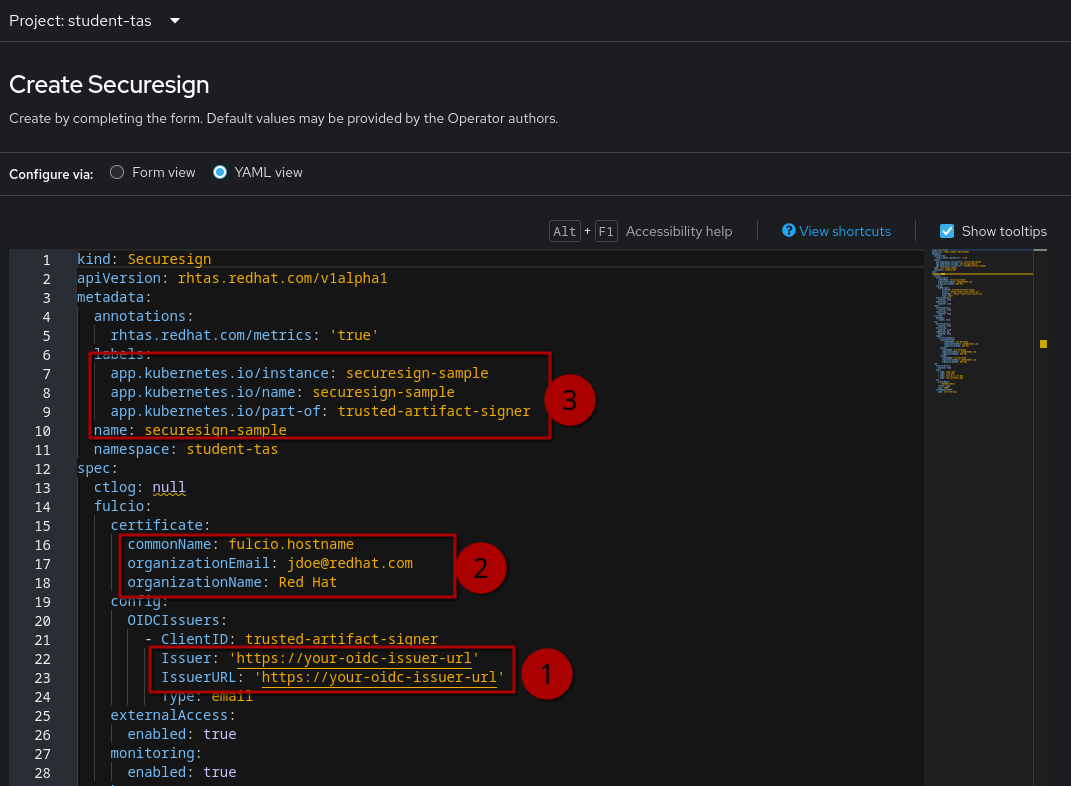 Project: student-tas
Create Securesign
Create by completing the form. Default values may be provided by the Operator authors.
Configure via: Form view YAML view
Alt + F1 Accessibility help View shortcuts Show tooltips
1 kind: Securesign
2 apiVersion: rhtas.redhat.com/v1alpha1
3 metadata:
4 annotations:
5 rhtas.redhat.com/metrics: 'true'
6 labels:
7 app.kubernetes.io/instance: securesign-sample
8 app.kubernetes.io/name: securesign-sample
9 app.kubernetes.io/part-of: trusted-artifact-signer
3
10 name: securesign-sample
11 namespace: student-tas
12 spec:
13 ctlog: null
14 fulcio:
15 certificate:
16 commonName: fulcio.hostname
17 organizationEmail: jdoe@redhat.com
2
18 organizationName: Red Hat
19 config:
20 OIDCIssuers:
21 - ClientID: trusted-artifact-signer
22 Issuer: 'https://your-oidc-issuer-url'
23 IssuerURL: 'https://your-oidc-issuer-url'
1
24 Type: email
25 externalAccess:
26 enabled: true
27 monitoring:
28 enabled: true